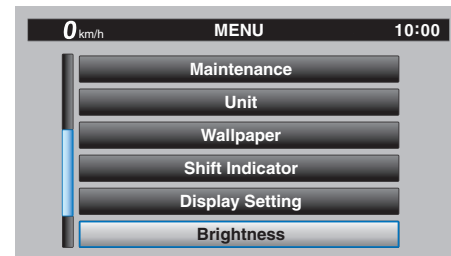 0 km/h MENU 10:00
Maintenance
Unit
Wallpaper
Shift Indicator
Display Setting
Brightness